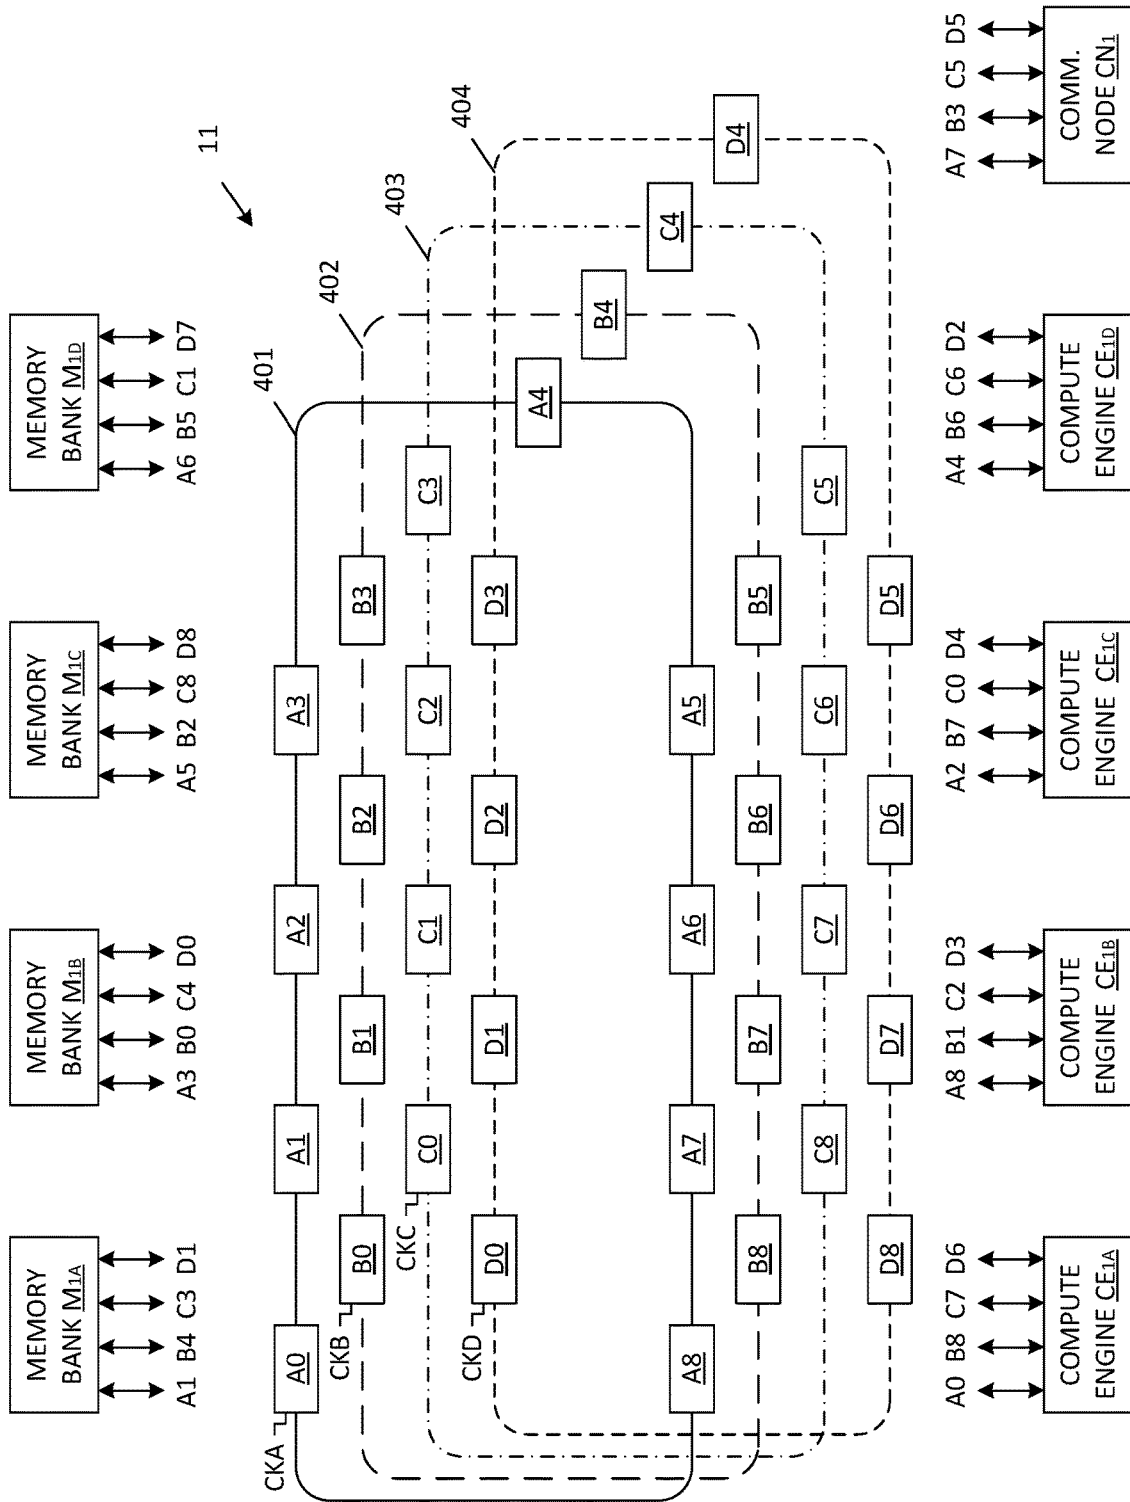 MEMORY
BANK M1A
A1 B4 C3 D1
MEMORY
BANK M1B
A3 B0 C4 D0
MEMORY
BANK M1C
A5 B2 C8 D8
MEMORY
BANK M1D
A6 B5 C1 D7
11
401
402
403
404
CKA
A0
A1
A2
A3
A4
CKB
B0
B1
B2
B3
B4
CKC
C0
C1
C2
C3
C4
CKD
D0
D1
D2
D3
D4
A8
A7
A6
A5
B8
B7
B6
B5
C8
C7
C6
C5
D8
D7
D6
D5
A0 B8 C7 D6
COMPUTE
ENGINE CE1A
A8 B1 C2 D3
COMPUTE
ENGINE CE1B
A2 B7 C0 D4
COMPUTE
ENGINE CE1C
A4 B6 C6 D2
COMPUTE
ENGINE CE1D
A7 B3 C5 D5
COMM.
NODE CN1